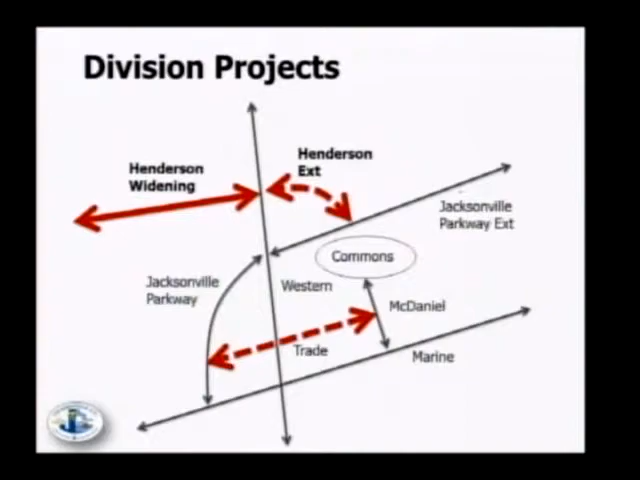 Division Projects
Henderson
Ext
Henderson
Widening
Jacksonville
Parkway Ext
Commons
Jacksonville
Parkway
Western
McDaniel
Trade
Marine